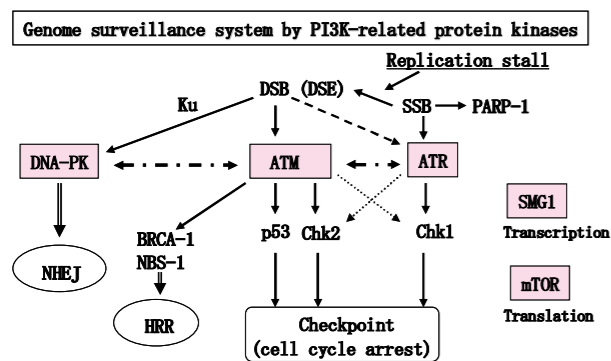 Genome surveillance system by PI3K-related protein kinases
Replication stall
DSB (DSE)
Ku
SSB
PARP-1
DNA-PK
ATM
ATR
SMG1
Transcription
BRCA-1
NBS-1
p53
Chk2
Chk1
NHEJ
mTOR
Translation
HRR
Checkpoint
(cell cycle arrest)